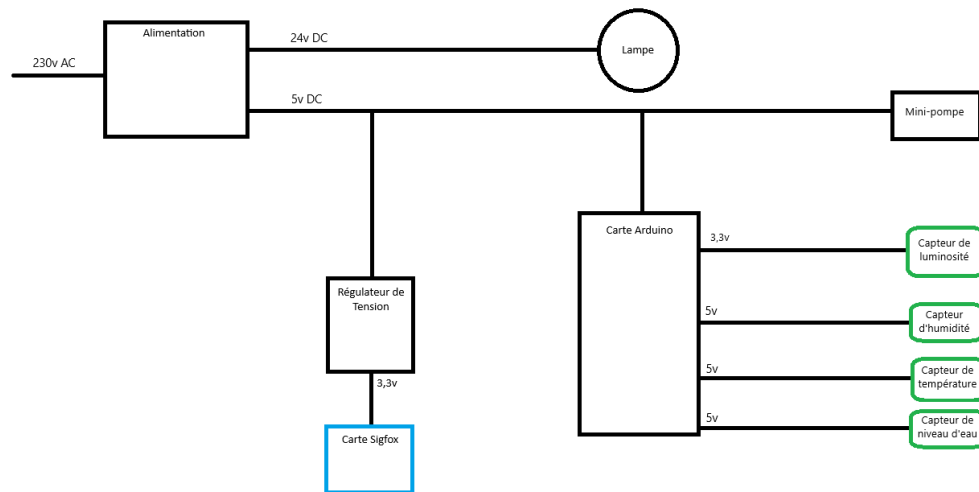 Alimentation
24v DC
Lampe
230v AC
5v DC
Mini-pompe
Carte Arduino
3,3v
Capteur de
luminosité
Régulateur de
Tension
5v
Capteur
d'humidité
3,3v
5v
Capteur de
température
5v
Capteur de
niveau d'eau
Carte Sigfox